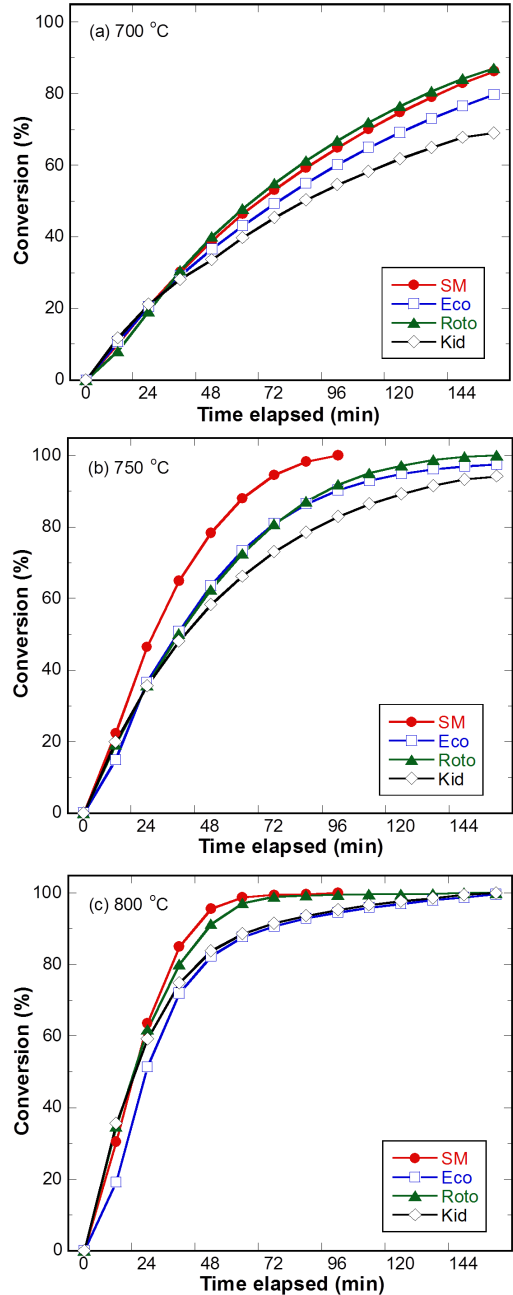 (a) 700 °C
100
80
60
40
20
0
Conversion (%)
SM
Eco
Roto
Kid
0 24 48 72 96 120 144
Time elapsed (min)
(b) 750 °C
100
80
60
40
20
0
Conversion (%)
SM
Eco
Roto
Kid
0 24 48 72 96 120 144
Time elapsed (min)
(c) 800 °C
100
80
60
40
20
0
Conversion (%)
SM
Eco
Roto
Kid
0 24 48 72 96 120 144
Time elapsed (min)